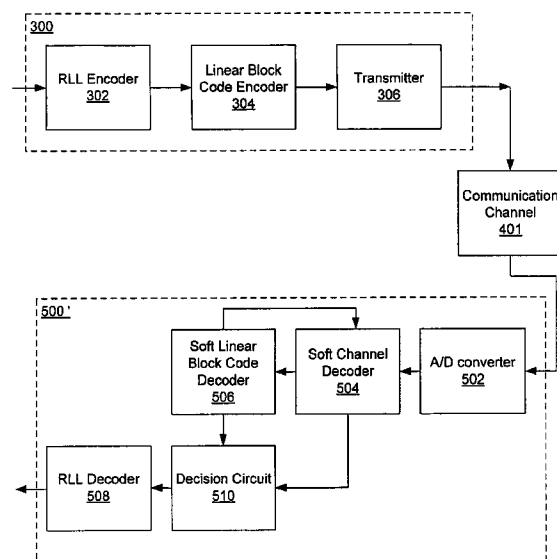 300
RLL Encoder
302
Linear Block
Code Encoder
304
Transmitter
306
Communication
Channel
401
500'
Soft Linear
Block Code
Decoder
506
Soft Channel
Decoder
504
A/D converter
502
RLL Decoder
508
Decision Circuit
510